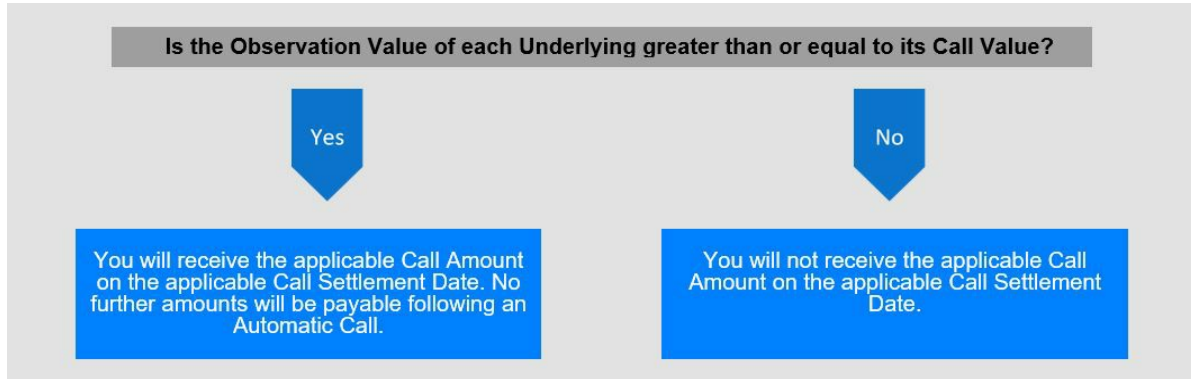 Is the Observation Value of each Underlying greater than or equal to its Call Value?
Yes
No
You will receive the applicable Call Amount
on the applicable Call Settlement Date. No
further amounts will be payable following an
Automatic Call.
You will not receive the applicable Call
Amount on the applicable Call Settlement
Date.